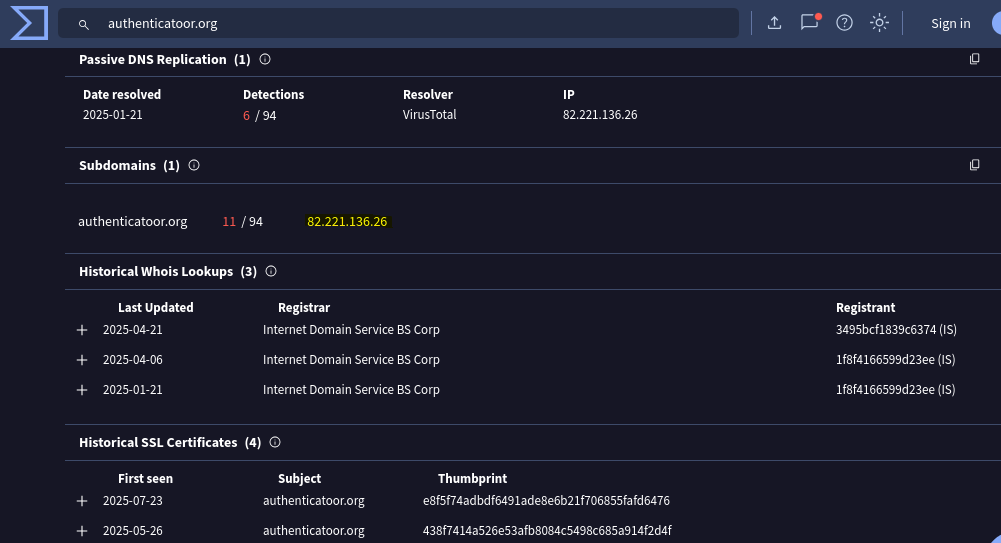 authenticatoor.org Sign in
Passive DNS Replication (1)
Date resolved Detections Resolver IP
2025-01-21 6 / 94 VirusTotal 82.221.136.26
Subdomains (1)
authenticatoor.org 11 / 94 82.221.136.26
Historical Whois Lookups (3)
Last Updated Registrar Registrant
2025-04-21 Internet Domain Service BS Corp 3495bcf1839c6374 (IS)
2025-04-06 Internet Domain Service BS Corp 1f8f4166599d23ee (IS)
2025-01-21 Internet Domain Service BS Corp 1f8f4166599d23ee (IS)
Historical SSL Certificates (4)
First seen Subject Thumbprint
2025-07-23 authenticatoor.org e8f5f74adbdf6491ade8e6b21f706855fafd6476
2025-05-26 authenticatoor.org 438f7414a526e53afb8084c5498c685a914f2d4f